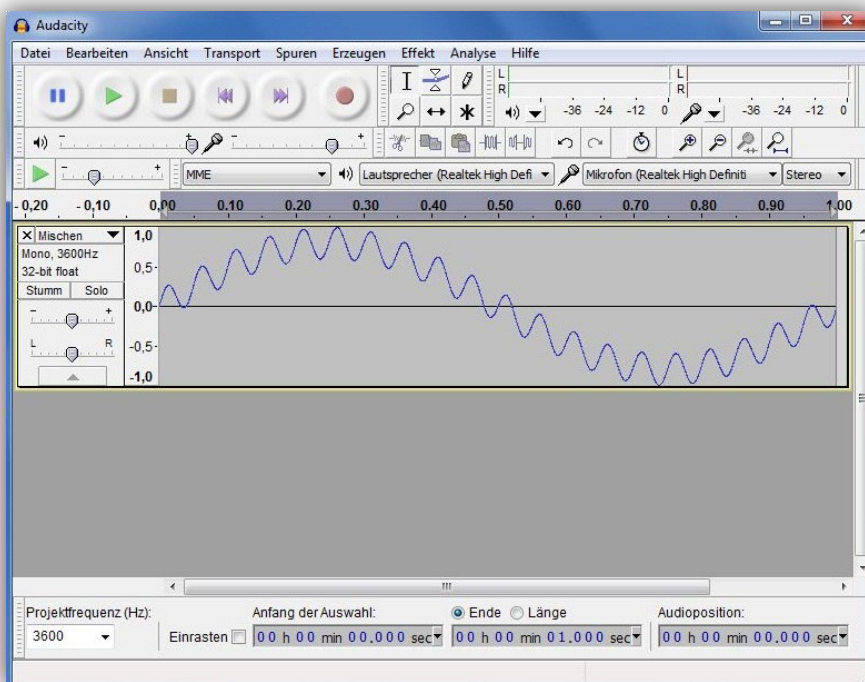 Audacity
Datei Bearbeiten Ansicht Transport Spuren Erzeugen Effekt Analyse Hilfe
L
R
-36 -24 -12 0
L
R
-36 -24 -12 0
- + - +
- + MME Lautsprecher (Realtek High Defi Mikrofon (Realtek High Definiti Stereo
- 0,20 - 0,10 0,00 0.10 0.20 0.30 0.40 0.50 0.60 0.70 0.80 0.90 1.00
X Mischen
Mono, 3600Hz
32-bit float
Stumm Solo
- +
L R
1,0
0,5-
0,0-
-0,5-
-1,0
Projektfrequenz (Hz): Anfang der Auswahl: Ende Länge Audioposition:
3600 Einrasten 00 h 00 min 00.000 sec 00 h 00 min 01.000 sec 00 h 00 min 00.000 sec